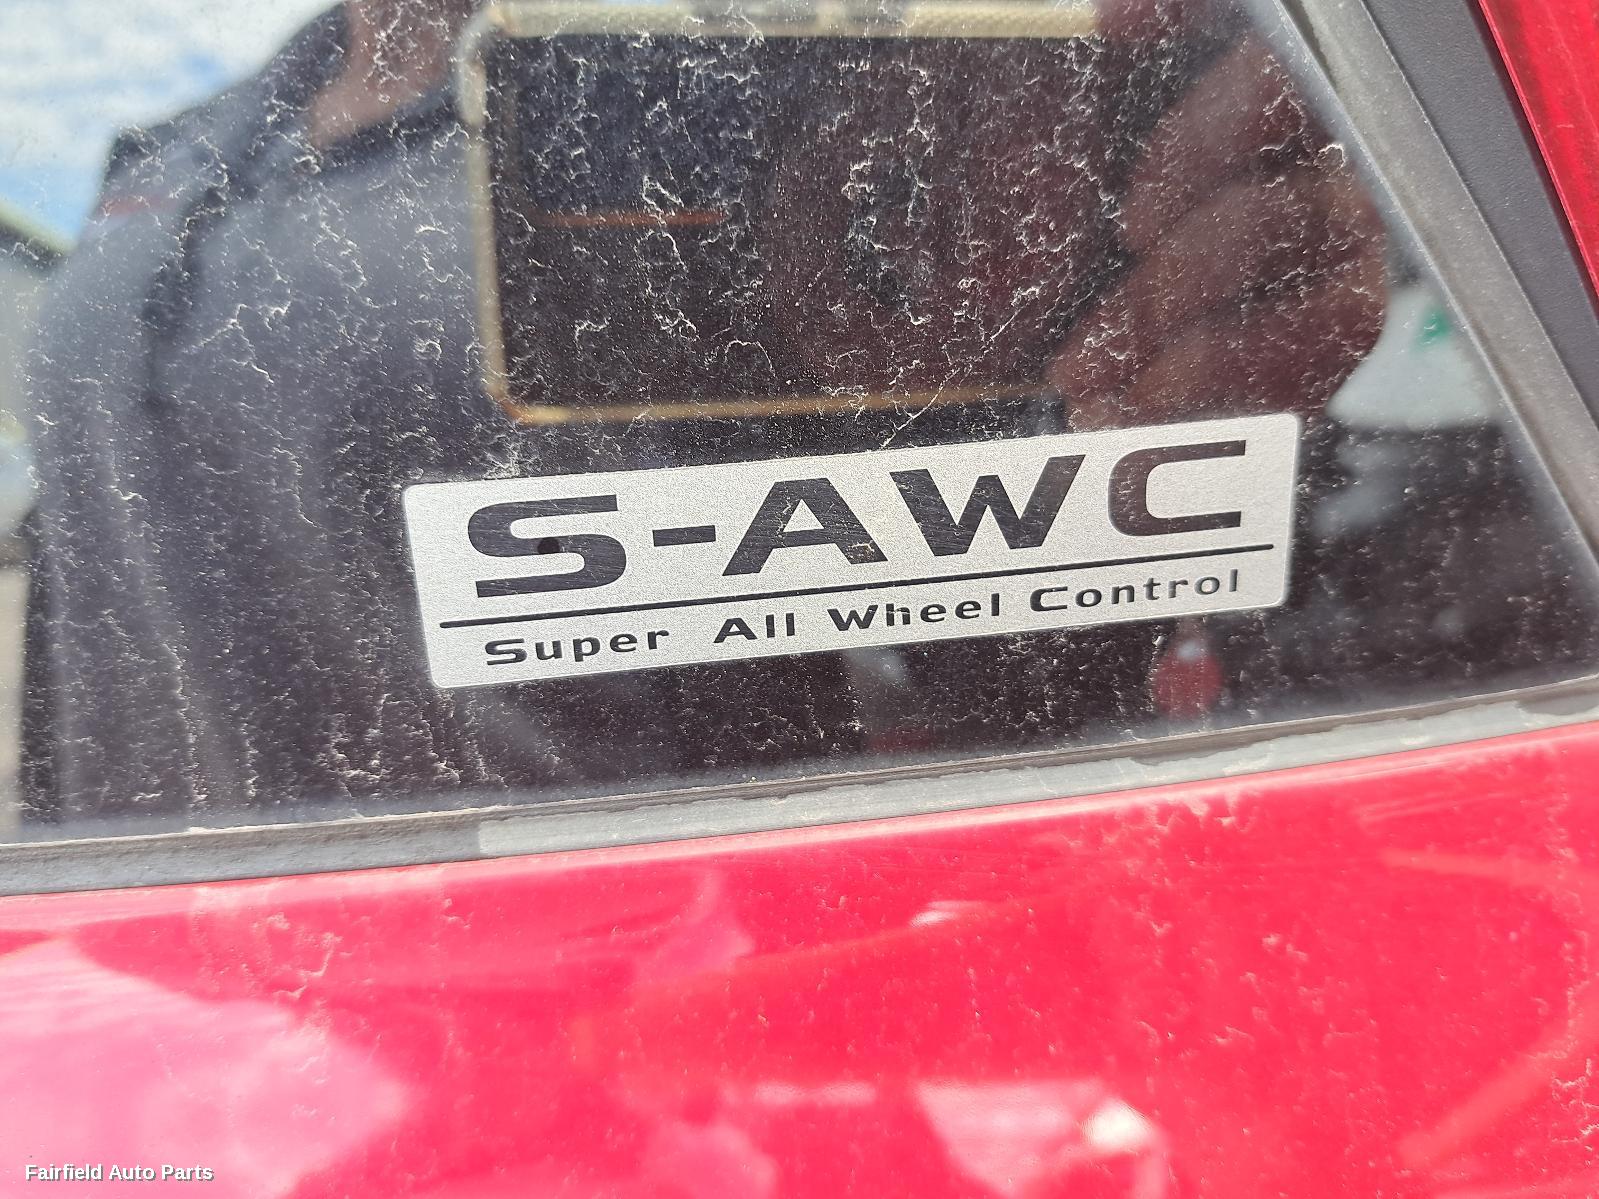 S-AWC
Super All Wheel Control
Fairfield Auto Parts